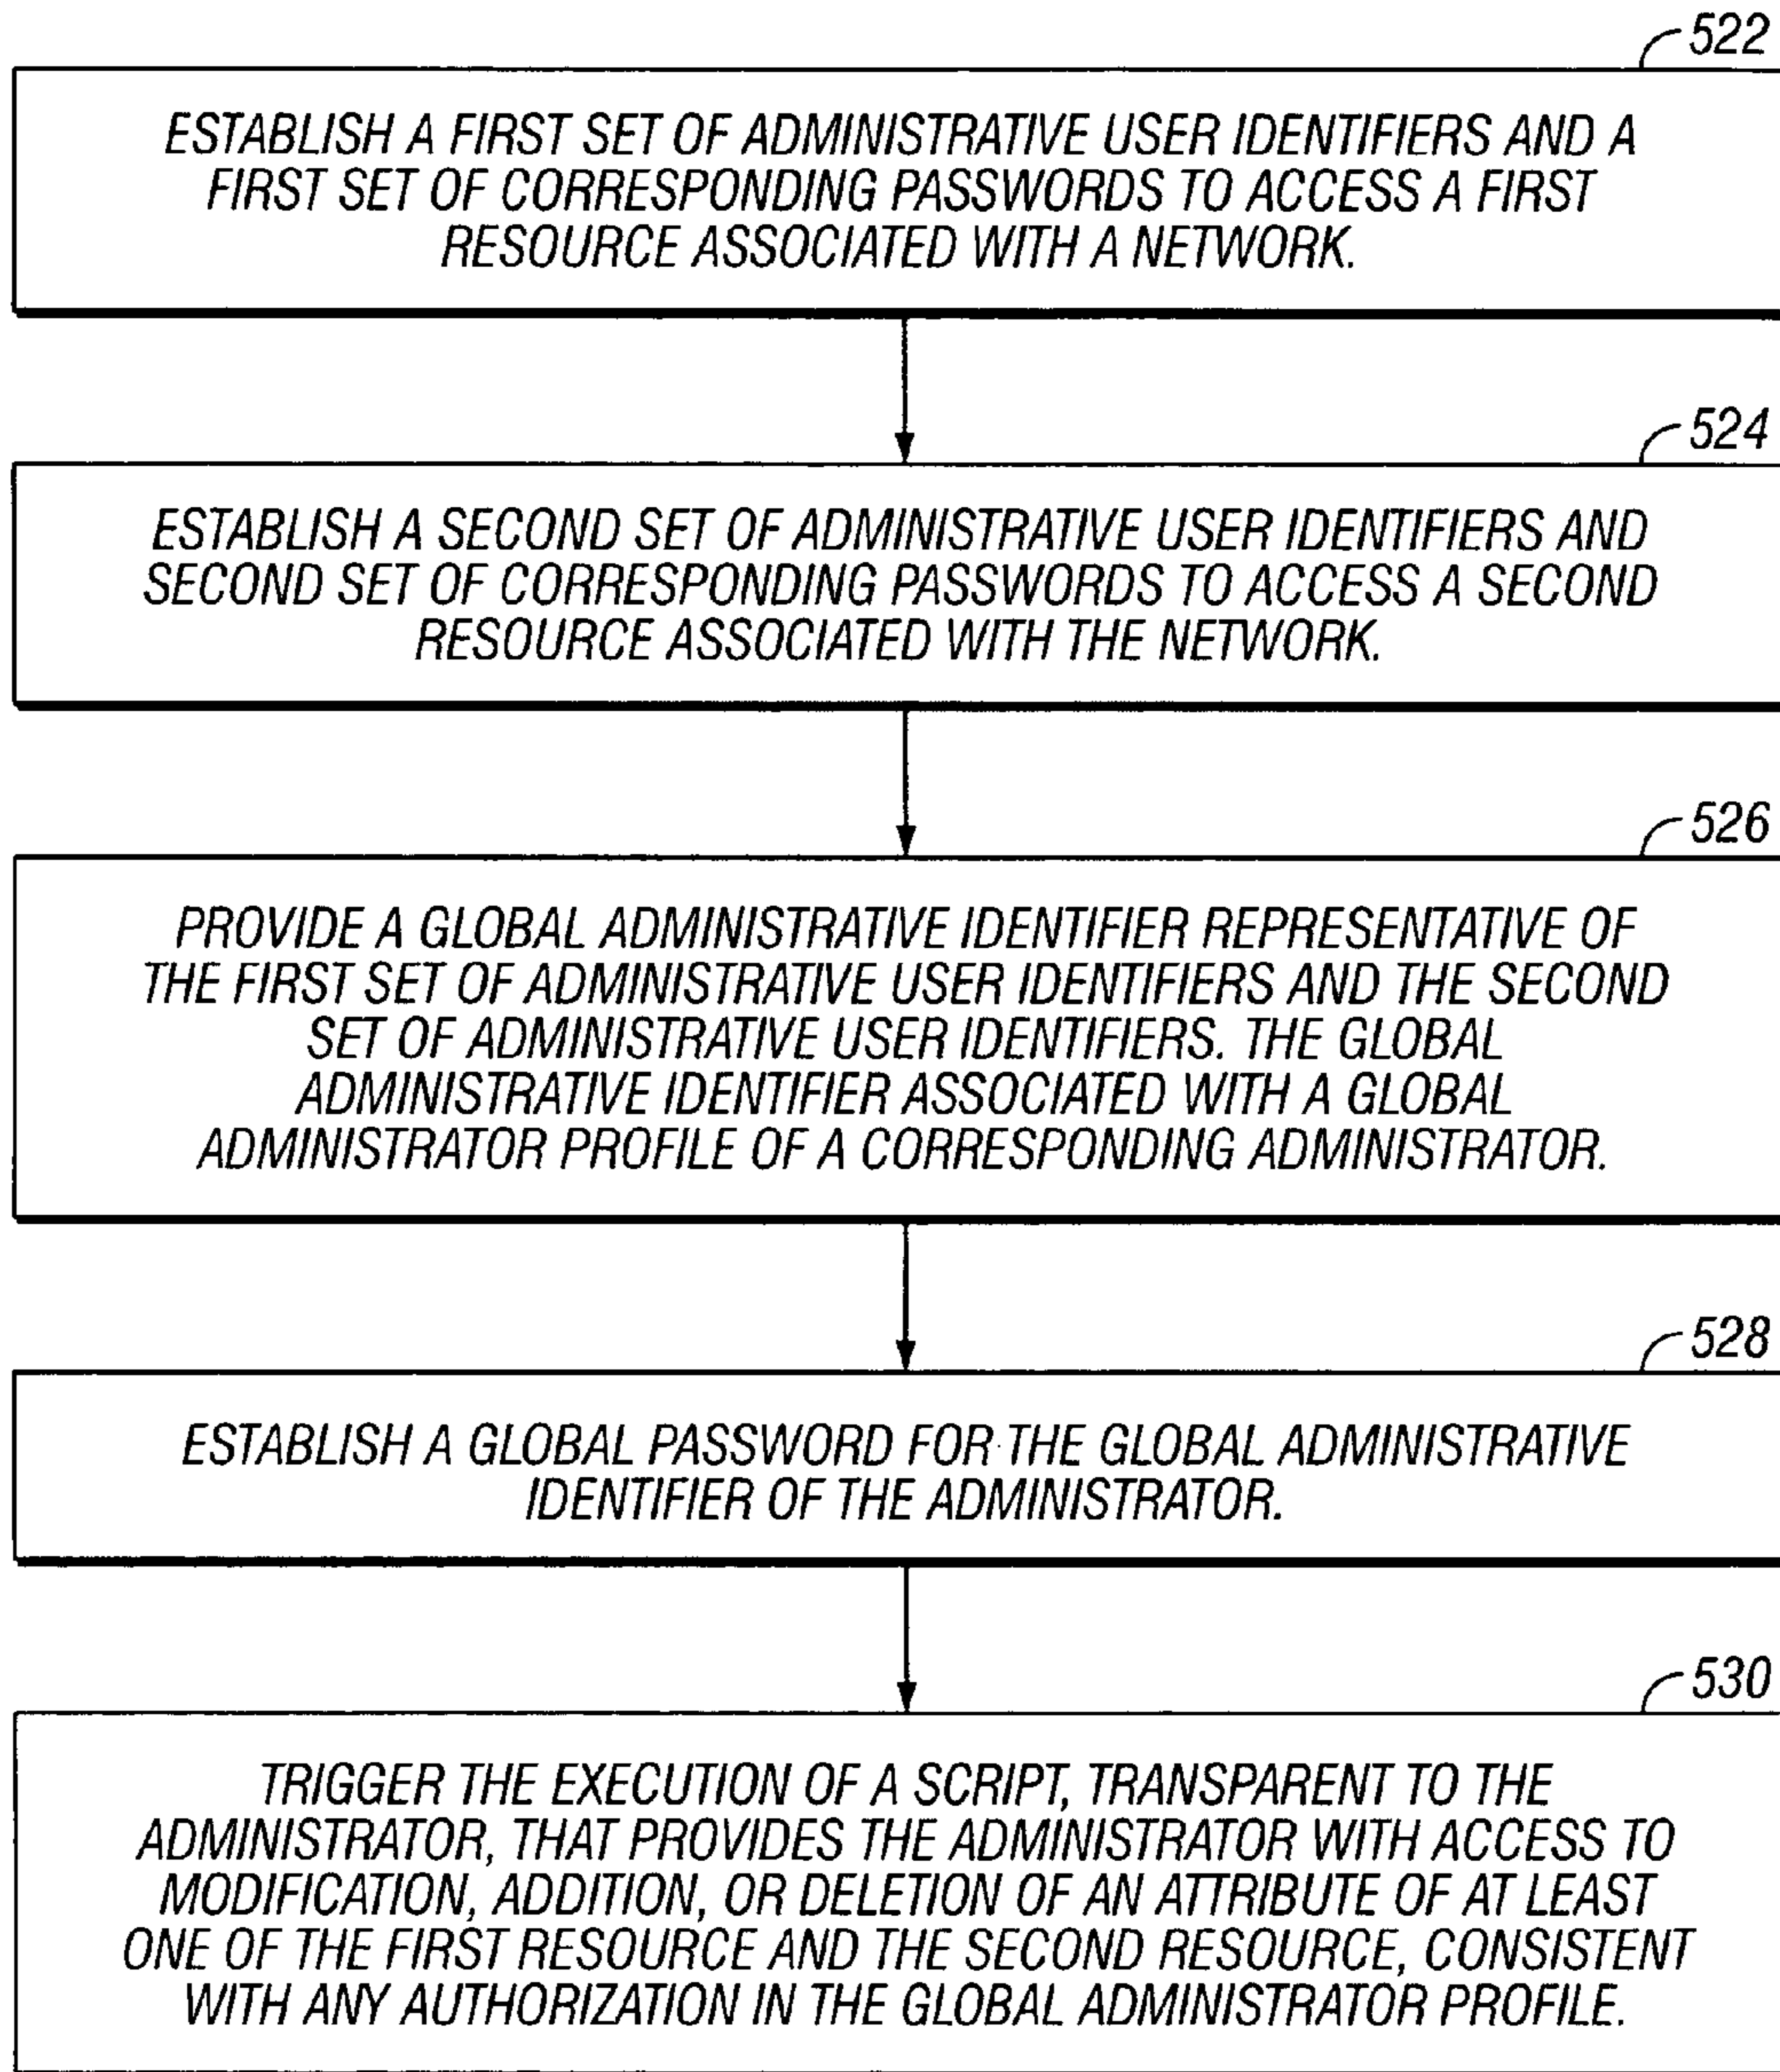 522
ESTABLISH A FIRST SET OF ADMINISTRATIVE USER IDENTIFIERS AND A
FIRST SET OF CORRESPONDING PASSWORDS TO ACCESS A FIRST
RESOURCE ASSOCIATED WITH A NETWORK.
524
ESTABLISH A SECOND SET OF ADMINISTRATIVE USER IDENTIFIERS AND
SECOND SET OF CORRESPONDING PASSWORDS TO ACCESS A SECOND
RESOURCE ASSOCIATED WITH THE NETWORK.
526
PROVIDE A GLOBAL ADMINISTRATIVE IDENTIFIER REPRESENTATIVE OF
THE FIRST SET OF ADMINISTRATIVE USER IDENTIFIERS AND THE SECOND
SET OF ADMINISTRATIVE USER IDENTIFIERS. THE GLOBAL
ADMINISTRATIVE IDENTIFIER ASSOCIATED WITH A GLOBAL
ADMINISTRATOR PROFILE OF A CORRESPONDING ADMINISTRATOR.
528
ESTABLISH A GLOBAL PASSWORD FOR THE GLOBAL ADMINISTRATIVE
IDENTIFIER OF THE ADMINISTRATOR.
530
TRIGGER THE EXECUTION OF A SCRIPT, TRANSPARENT TO THE
ADMINISTRATOR, THAT PROVIDES THE ADMINISTRATOR WITH ACCESS TO
MODIFICATION, ADDITION, OR DELETION OF AN ATTRIBUTE OF AT LEAST
ONE OF THE FIRST RESOURCE AND THE SECOND RESOURCE, CONSISTENT
WITH ANY AUTHORIZATION IN THE GLOBAL ADMINISTRATOR PROFILE.